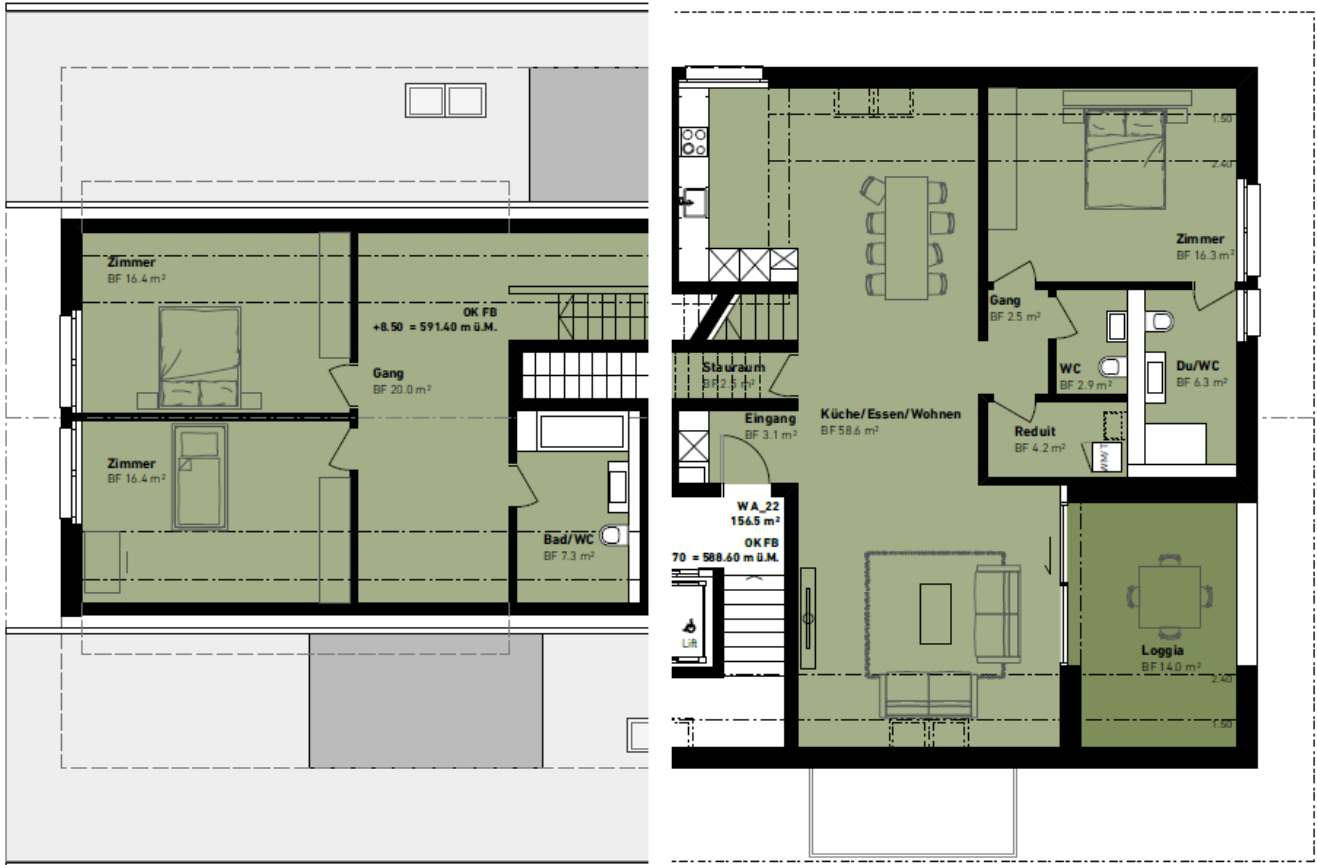 Zimmer
BF 16.4 m²
OK FB
+8.50 = 591.40 m ü.M.
Gang
BF 20.0 m²
Zimmer
BF 16.4 m²
Bad/WC
BF 7.3 m²
1.50
2.40
Zimmer
BF 16.3 m²
Gang
BF 2.5 m²
Stauraum
BF 2.5 m²
WC
BF 2.9 m²
Du/WC
BF 6.3 m²
Eingang
BF 3.1 m²
Küche/Essen/Wohnen
BF 58.6 m²
Reduit
BF 4.2 m²
WM/T
WA_22
156.5 m²
OK FB
70 = 588.60 m ü.M.
Lift
Loggia
BF 14.0 m²
2.40
1.50